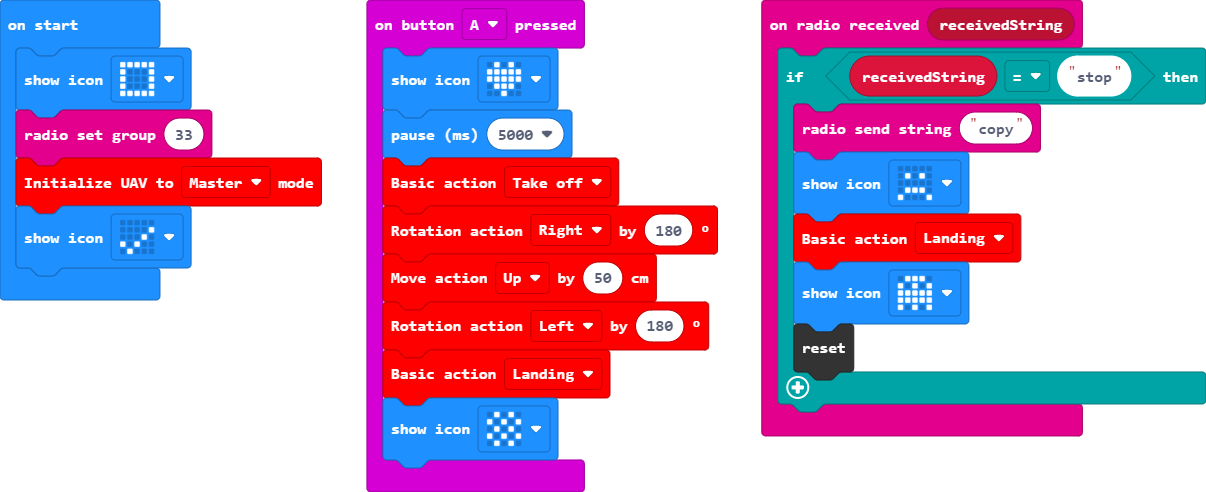 on start
show icon
radio set group 33
Initialize UAV to Master mode
show icon
on button A pressed
show icon
pause (ms) 5000
Basic action Take off
Rotation action Right by 180 º
Move action Up by 50 cm
Rotation action Left by 180 º
Basic action Landing
show icon
on radio received receivedString
if receivedString = "stop" then
radio send string "copy"
show icon
Basic action Landing
show icon
reset